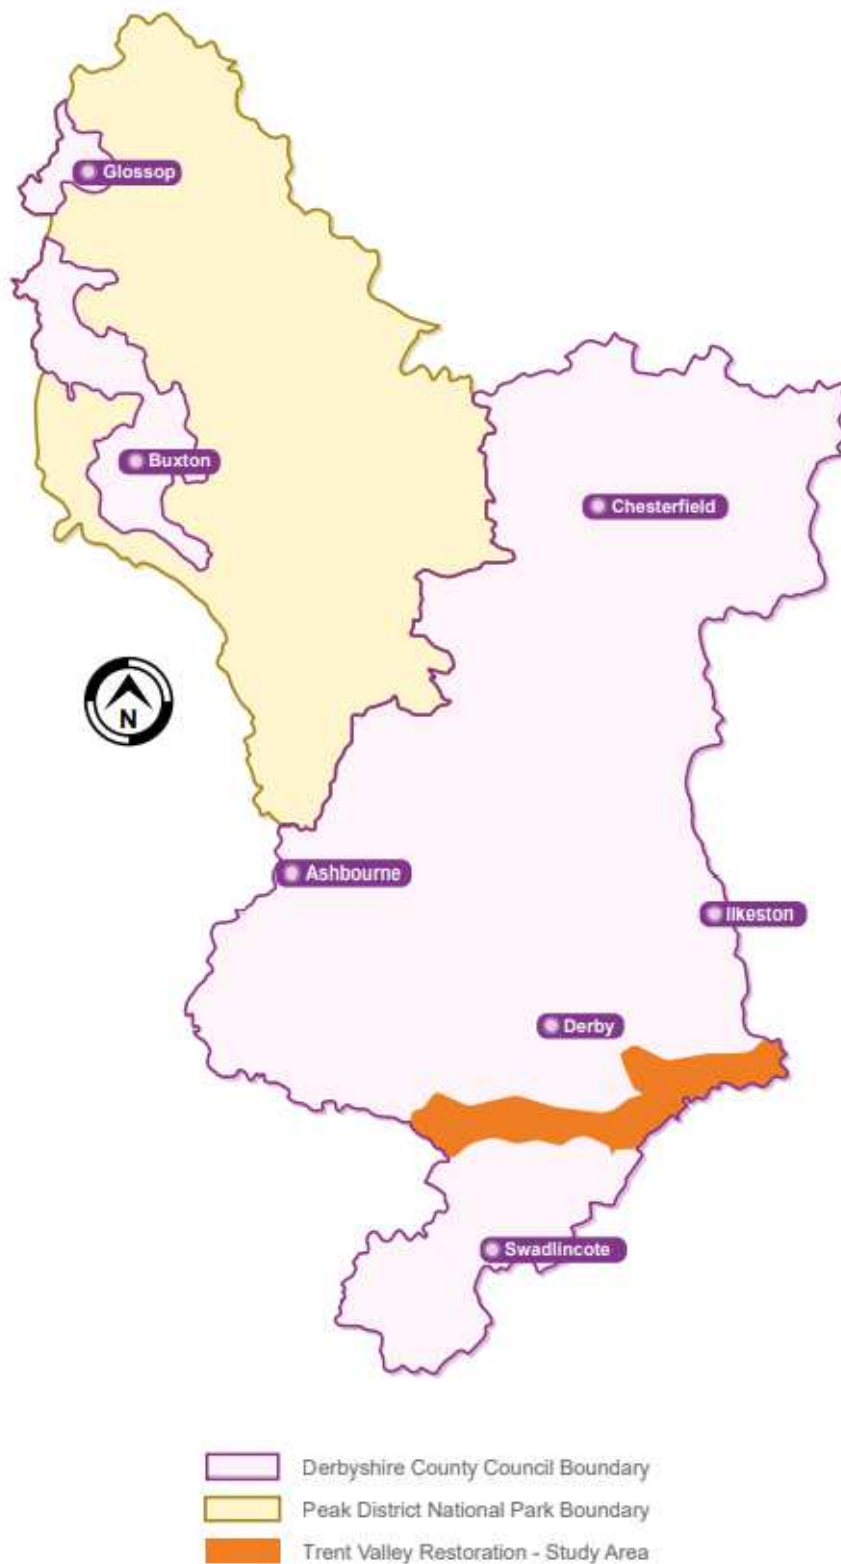 Glossop
Buxton
Chesterfield
N
Ashbourne
Ilkeston
Derby
Swadlincote
Derbyshire County Council Boundary
Peak District National Park Boundary
Trent Valley Restoration - Study Area